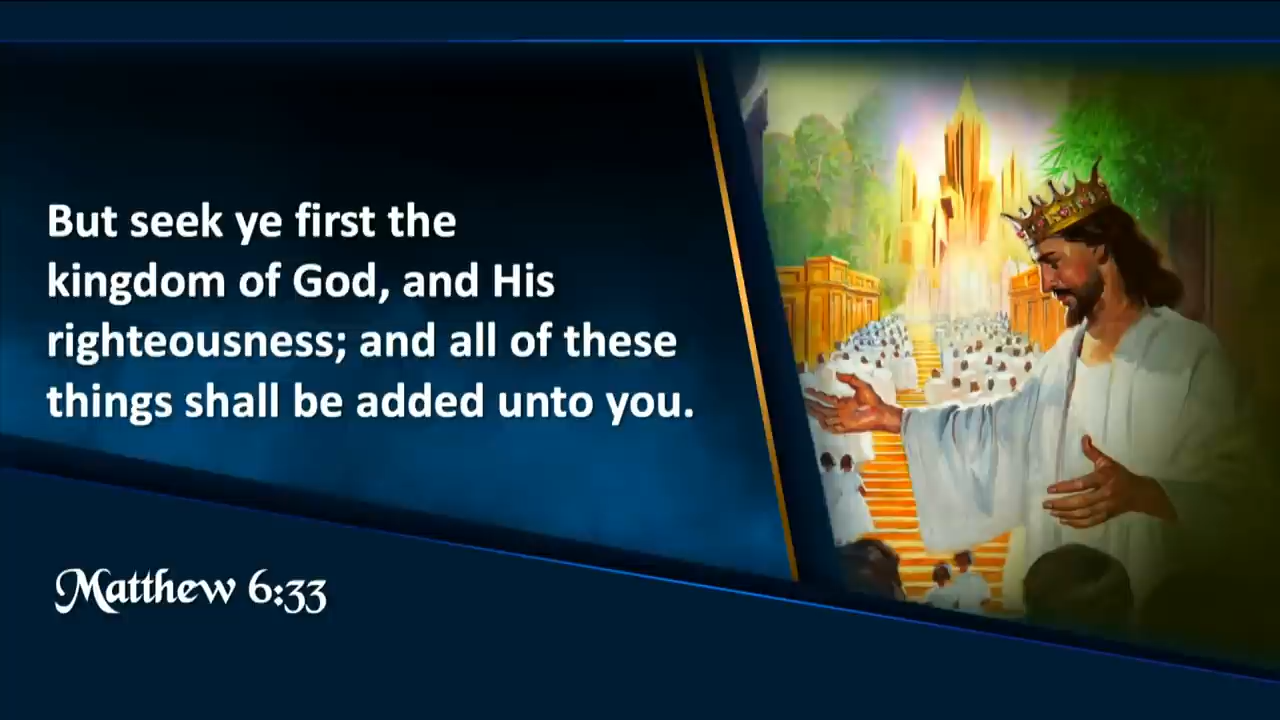 But seek ye first the
kingdom of God, and His
righteousness; and all of these
things shall be added unto you.
Matthew 6:33